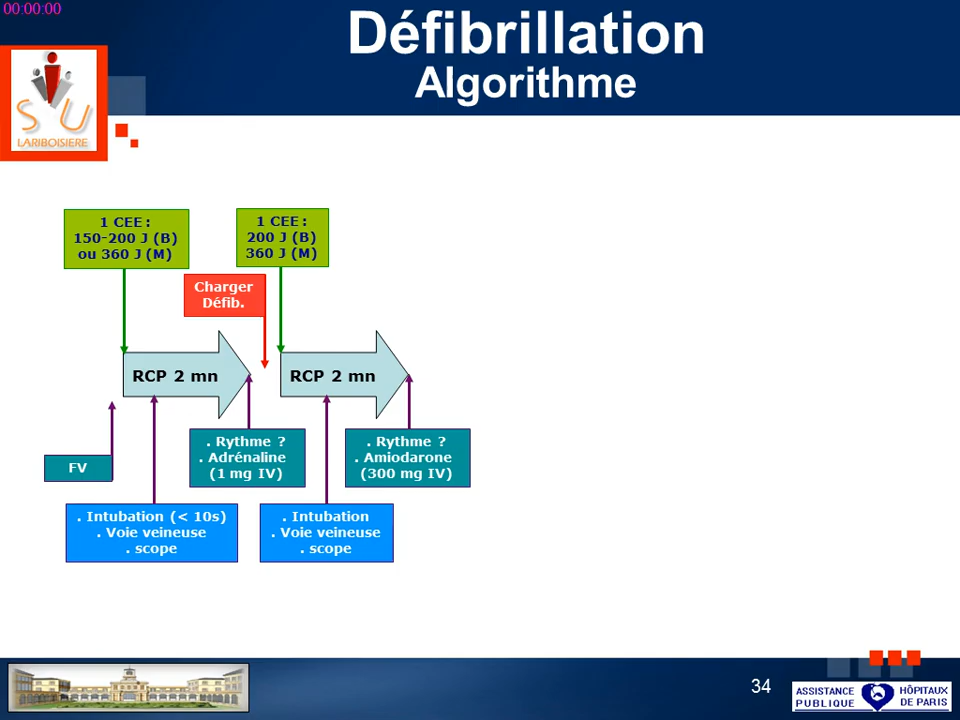 00:00:00
Défibrillation
Algorithme
S U
LARIBOISIERE
1 CEE :
150-200 J (B)
ou 360 J (M)
1 CEE :
200 J (B)
360 J (M)
Charger
Défib.
RCP 2 mn
RCP 2 mn
FV
. Rythme ?
. Adrénaline
(1 mg IV)
. Rythme ?
. Amiodarone
(300 mg IV)
. Intubation (< 10s)
. Voie veineuse
. scope
. Intubation
. Voie veineuse
. scope
34
ASSISTANCE
PUBLIQUE
HÔPITAUX
DE PARIS